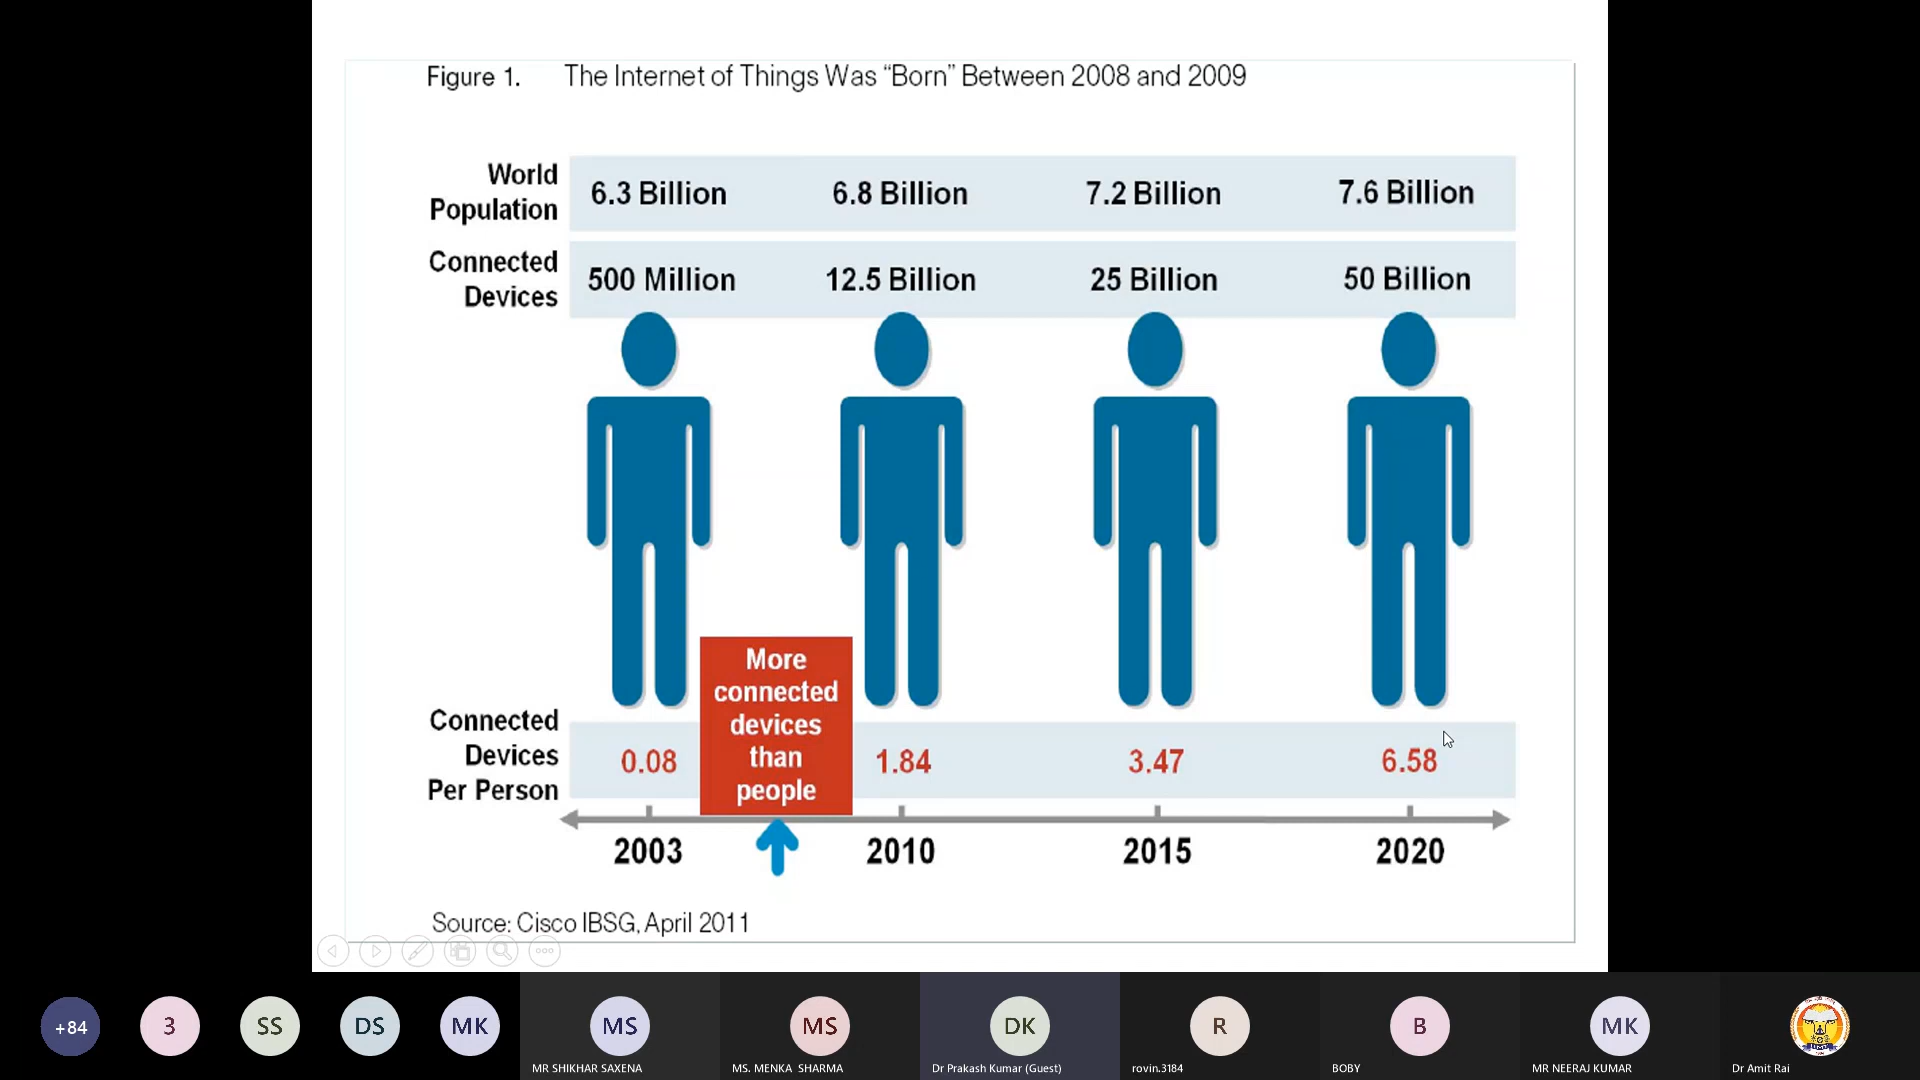 Figure 1. The Internet of Things Was “Born” Between 2008 and 2009
World
Population
6.3 Billion 6.8 Billion 7.2 Billion 7.6 Billion
Connected
Devices
500 Million 12.5 Billion 25 Billion 50 Billion
More
connected
devices
than
people
Connected
Devices
Per Person
0.08 1.84 3.47 6.58
2003 2010 2015 2020
Source: Cisco IBSG, April 2011
+84 3 SS DS MK MS MS DK R B MK
MR SHIKHAR SAXENA MS. MENKA SHARMA Dr Prakash Kumar (Guest) rovin.3184 BOBY MR NEERAJ KUMAR Dr Amit Rai